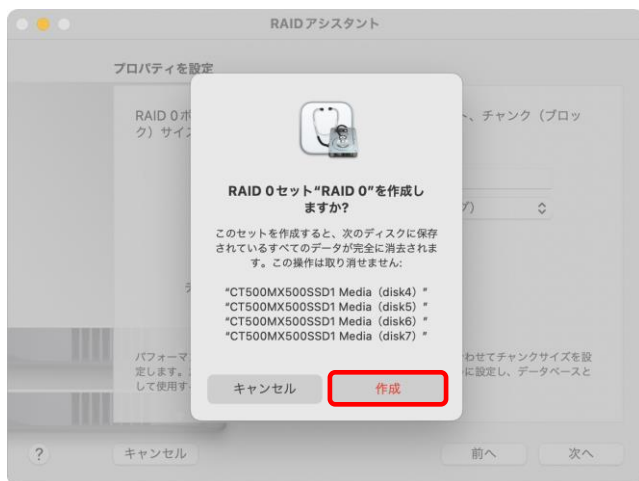 RAIDアシスタント
プロパティを設定
RAID 0ボ
ト、チャンク（ブロッ
ク）サイズ
プ）
RAID 0セット“RAID 0”を作成し
ますか?
このセットを作成すると、次のディスクに保存
されているすべてのデータが完全に消去されま
す。この操作は取り消せません:
“CT500MX500SSD1 Media（disk4）”
“CT500MX500SSD1 Media（disk5）”
“CT500MX500SSD1 Media（disk6）”
“CT500MX500SSD1 Media（disk7）”
キャンセル
作成
パフォーマ
わせてチャンクサイズを設
定します。
に設定し、データベースと
して使用す
?
キャンセル
前へ
次へ